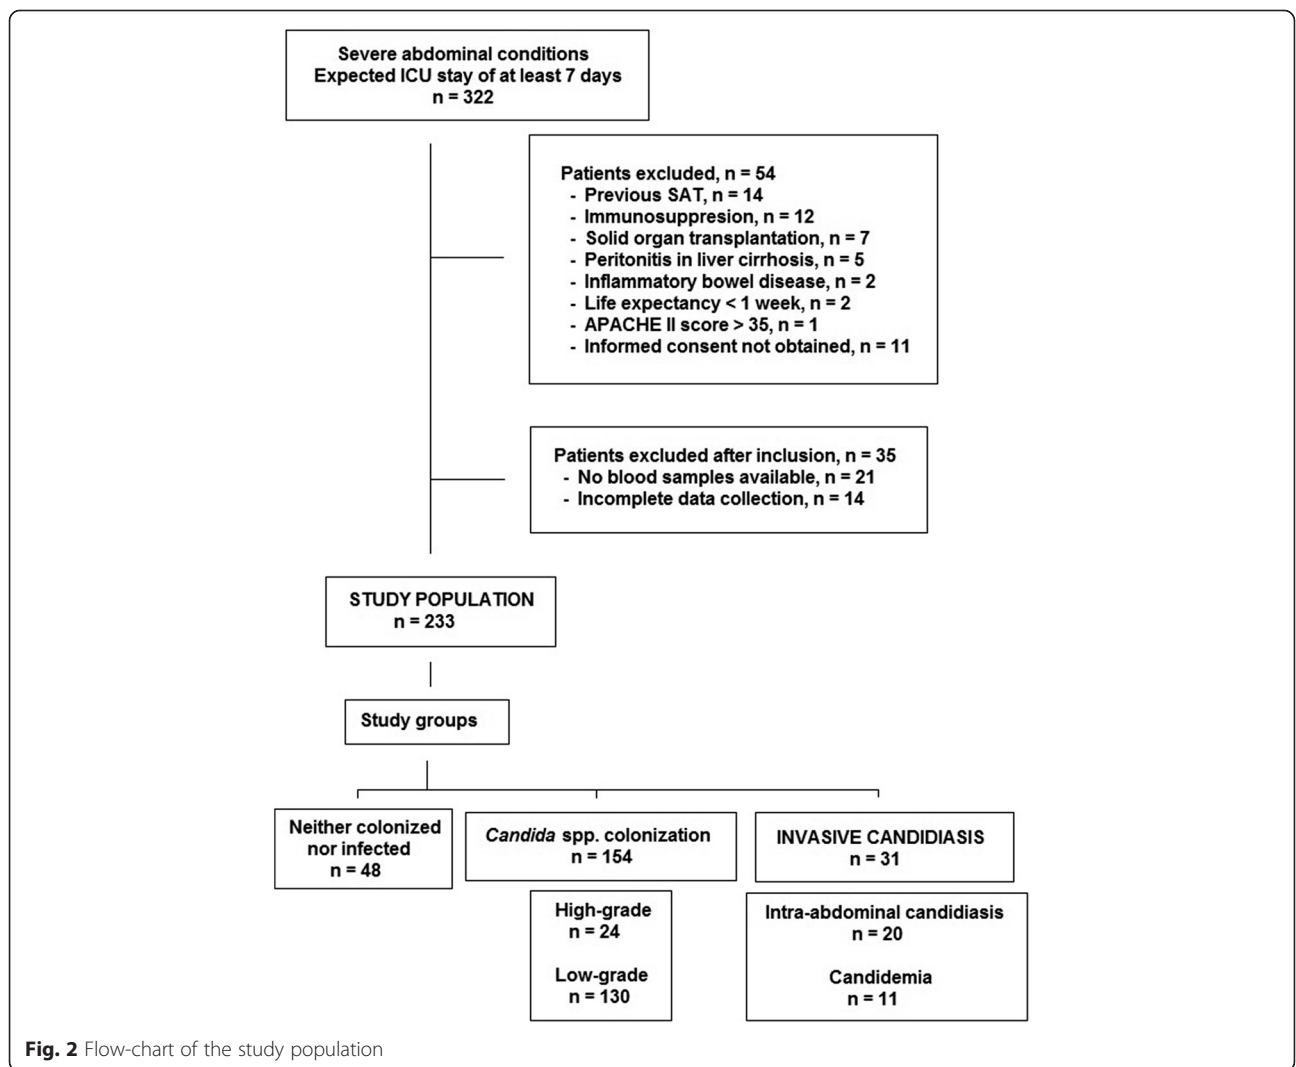 Severe abdominal conditions
Expected ICU stay of at least 7 days
n = 322
Patients excluded, n = 54
- Previous SAT, n = 14
- Immunosuppresion, n = 12
- Solid organ transplantation, n = 7
- Peritonitis in liver cirrhosis, n = 5
- Inflammatory bowel disease, n = 2
- Life expectancy < 1 week, n = 2
- APACHE II score > 35, n = 1
- Informed consent not obtained, n = 11
Patients excluded after inclusion, n = 35
- No blood samples available, n = 21
- Incomplete data collection, n = 14
STUDY POPULATION
n = 233
Study groups
Neither colonized
nor infected
n = 48
Candida spp. colonization
n = 154
High-grade
n = 24
Low-grade
n = 130
INVASIVE CANDIDIASIS
n = 31
Intra-abdominal candidiasis
n = 20
Candidemia
n = 11
Fig. 2 Flow-chart of the study population